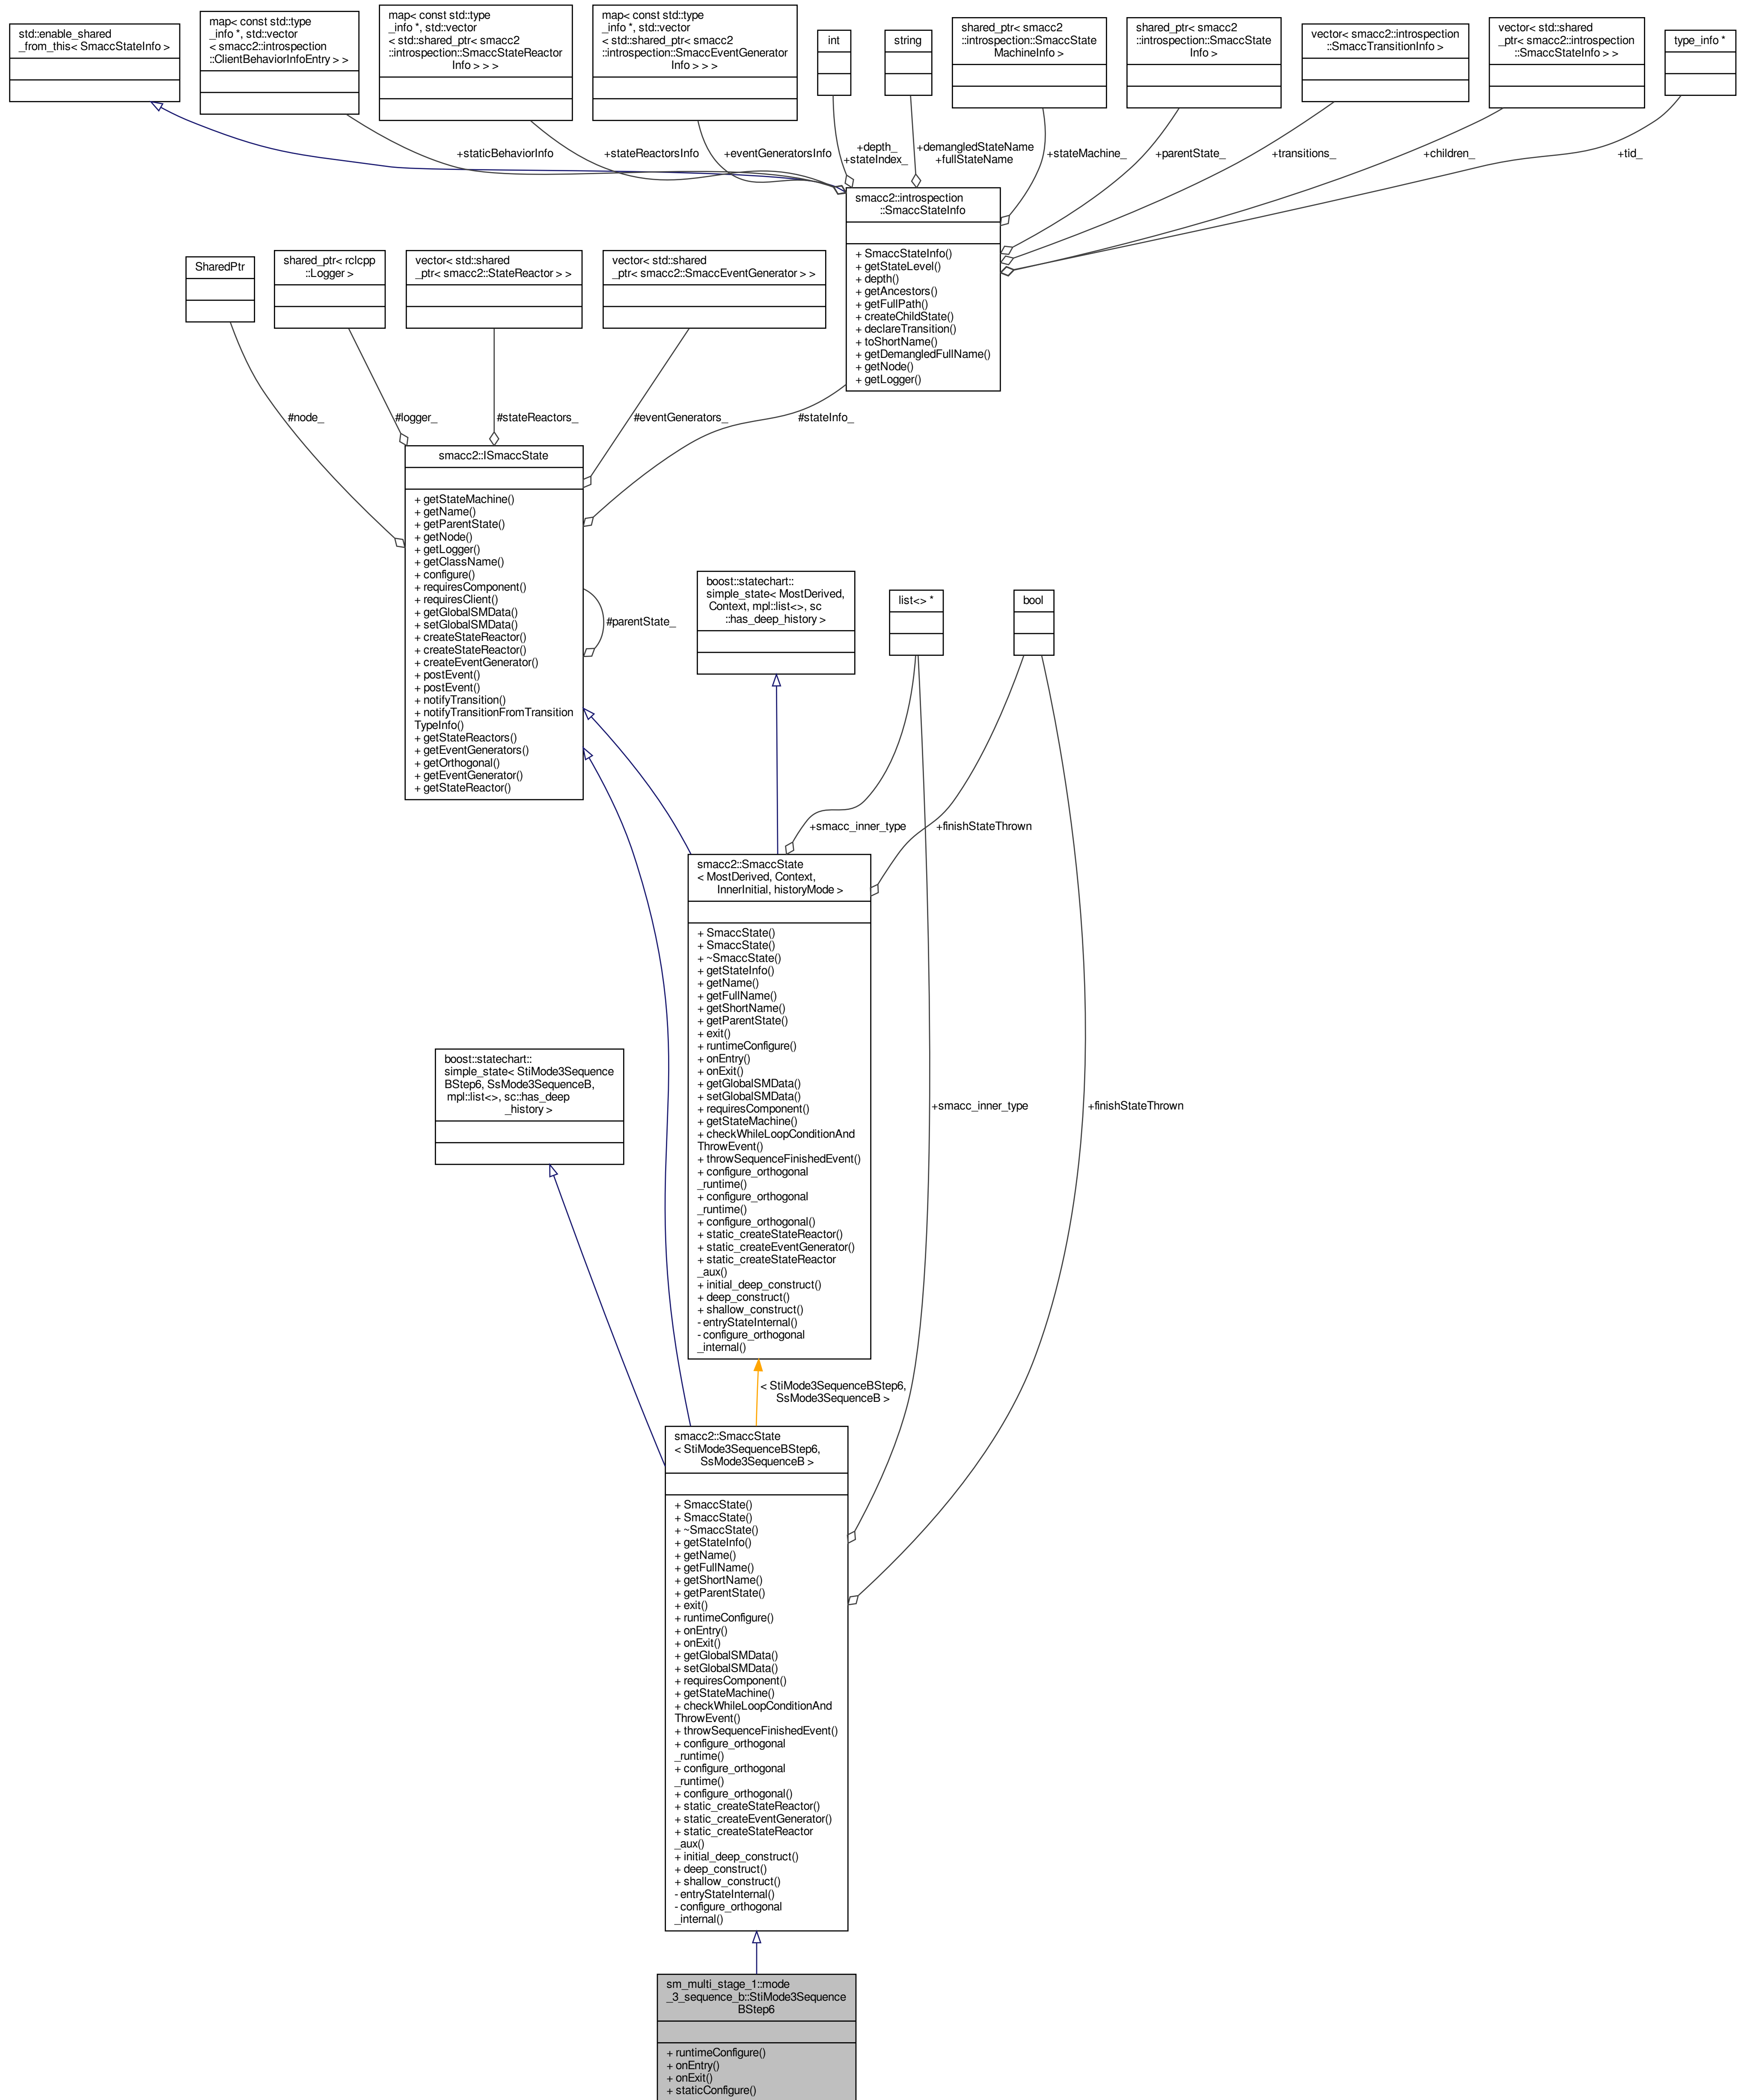 std::enable_shared
_from_this< SmaccStateInfo >
map< const std::type
_info *, std::vector
< smacc2::introspection
::ClientBehaviorInfoEntry > >
map< const std::type
_info *, std::vector
< std::shared_ptr< smacc2
::introspection::SmaccStateReactor
Info > > >
map< const std::type
_info *, std::vector
< std::shared_ptr< smacc2
::introspection::SmaccEventGenerator
Info > > >
int
string
shared_ptr< smacc2
::introspection::SmaccState
MachineInfo >
shared_ptr< smacc2
::introspection::SmaccState
Info >
vector< smacc2::introspection
::SmaccTransitionInfo >
vector< std::shared
_ptr< smacc2::introspection
::SmaccStateInfo > >
type_info *
+staticBehaviorInfo
+stateReactorsInfo
+eventGeneratorsInfo
+depth_
+stateIndex_
+demangledStateName
+fullStateName
+stateMachine_
+parentState_
+transitions_
+children_
+tid_
smacc2::introspection
::SmaccStateInfo
+ SmaccStateInfo()
+ getStateLevel()
+ depth()
+ getAncestors()
+ getFullPath()
+ createChildState()
+ declareTransition()
+ toShortName()
+ getDemangledFullName()
+ getNode()
+ getLogger()
SharedPtr
shared_ptr< rclcpp
::Logger >
vector< std::shared
_ptr< smacc2::StateReactor > >
vector< std::shared
_ptr< smacc2::SmaccEventGenerator > >
#node_
#logger_
#stateReactors_
#eventGenerators_
#stateInfo_
smacc2::ISmaccState
+ getStateMachine()
+ getName()
+ getParentState()
+ getNode()
+ getLogger()
+ getClassName()
+ configure()
+ requiresComponent()
+ requiresClient()
+ getGlobalSMData()
+ setGlobalSMData()
+ createStateReactor()
+ createStateReactor()
+ createEventGenerator()
+ postEvent()
+ postEvent()
+ notifyTransition()
+ notifyTransitionFromTransition
TypeInfo()
+ getStateReactors()
+ getEventGenerators()
+ getOrthogonal()
+ getEventGenerator()
+ getStateReactor()
#parentState_
boost::statechart::
simple_state< MostDerived,
Context, mpl::list<>, sc
::has_deep_history >
list<> *
bool
+smacc_inner_type
+finishStateThrown
smacc2::SmaccState
< MostDerived, Context,
InnerInitial, historyMode >
+ SmaccState()
+ SmaccState()
+ ~SmaccState()
+ getStateInfo()
+ getName()
+ getFullName()
+ getShortName()
+ getParentState()
+ exit()
+ runtimeConfigure()
+ onEntry()
+ onExit()
+ getGlobalSMData()
+ setGlobalSMData()
+ requiresComponent()
+ getStateMachine()
+ checkWhileLoopConditionAnd
ThrowEvent()
+ throwSequenceFinishedEvent()
+ configure_orthogonal
_runtime()
+ configure_orthogonal
_runtime()
+ configure_orthogonal()
+ static_createStateReactor()
+ static_createEventGenerator()
+ static_createStateReactor
_aux()
+ initial_deep_construct()
+ deep_construct()
+ shallow_construct()
- entryStateInternal()
- configure_orthogonal
_internal()
boost::statechart::
simple_state< StiMode3Sequence
BStep6, SsMode3SequenceB,
mpl::list<>, sc::has_deep
_history >
+smacc_inner_type
+finishStateThrown
< StiMode3SequenceBStep6,
SsMode3SequenceB >
smacc2::SmaccState
< StiMode3SequenceBStep6,
SsMode3SequenceB >
+ SmaccState()
+ SmaccState()
+ ~SmaccState()
+ getStateInfo()
+ getName()
+ getFullName()
+ getShortName()
+ getParentState()
+ exit()
+ runtimeConfigure()
+ onEntry()
+ onExit()
+ getGlobalSMData()
+ setGlobalSMData()
+ requiresComponent()
+ getStateMachine()
+ checkWhileLoopConditionAnd
ThrowEvent()
+ throwSequenceFinishedEvent()
+ configure_orthogonal
_runtime()
+ configure_orthogonal
_runtime()
+ configure_orthogonal()
+ static_createStateReactor()
+ static_createEventGenerator()
+ static_createStateReactor
_aux()
+ initial_deep_construct()
+ deep_construct()
+ shallow_construct()
- entryStateInternal()
- configure_orthogonal
_internal()
sm_multi_stage_1::mode
_3_sequence_b::StiMode3Sequence
BStep6
+ runtimeConfigure()
+ onEntry()
+ onExit()
+ staticConfigure()